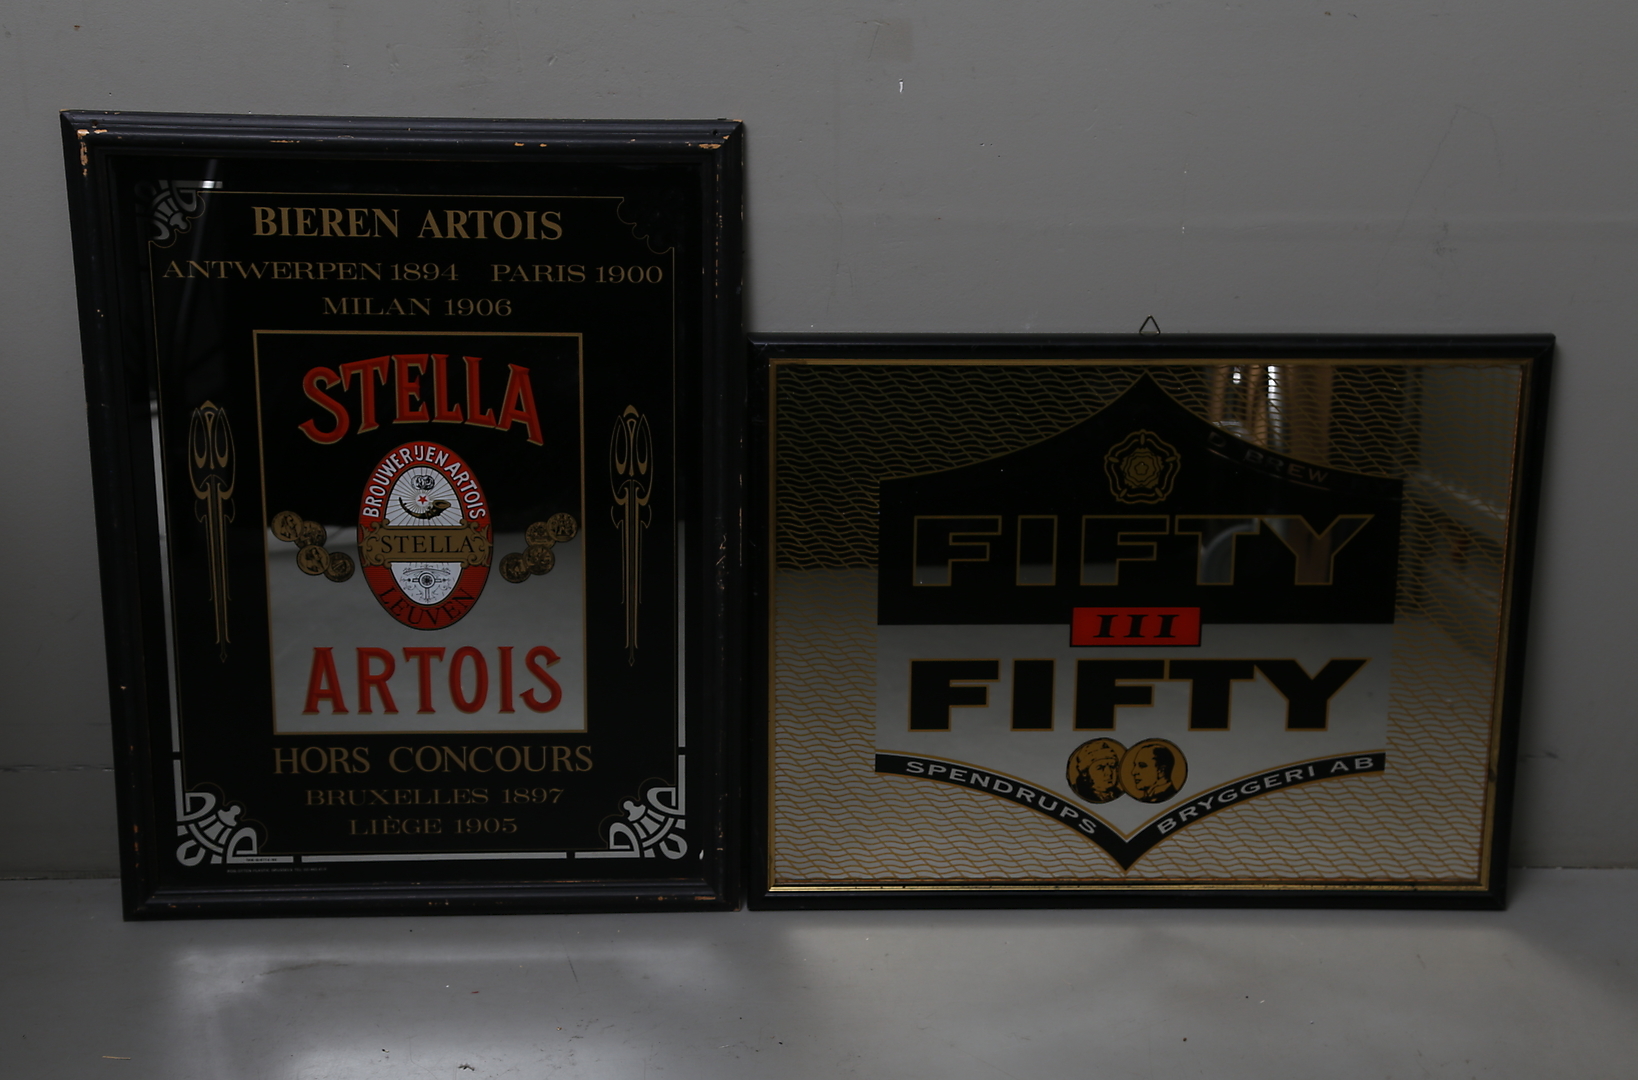 BIEREN ARTOIS
ANTWERPEN 1894 PARIS 1900
MILAN 1906
STELLA
BROUWERIJEN ARTOIS
STELLA
LEUVEN
ARTOIS
HORS CONCOURS
BRUXELLES 1897
LIÈGE 1905
BREW
FIFTY
III
FIFTY
SPENDRUPS BRYGGERI AB